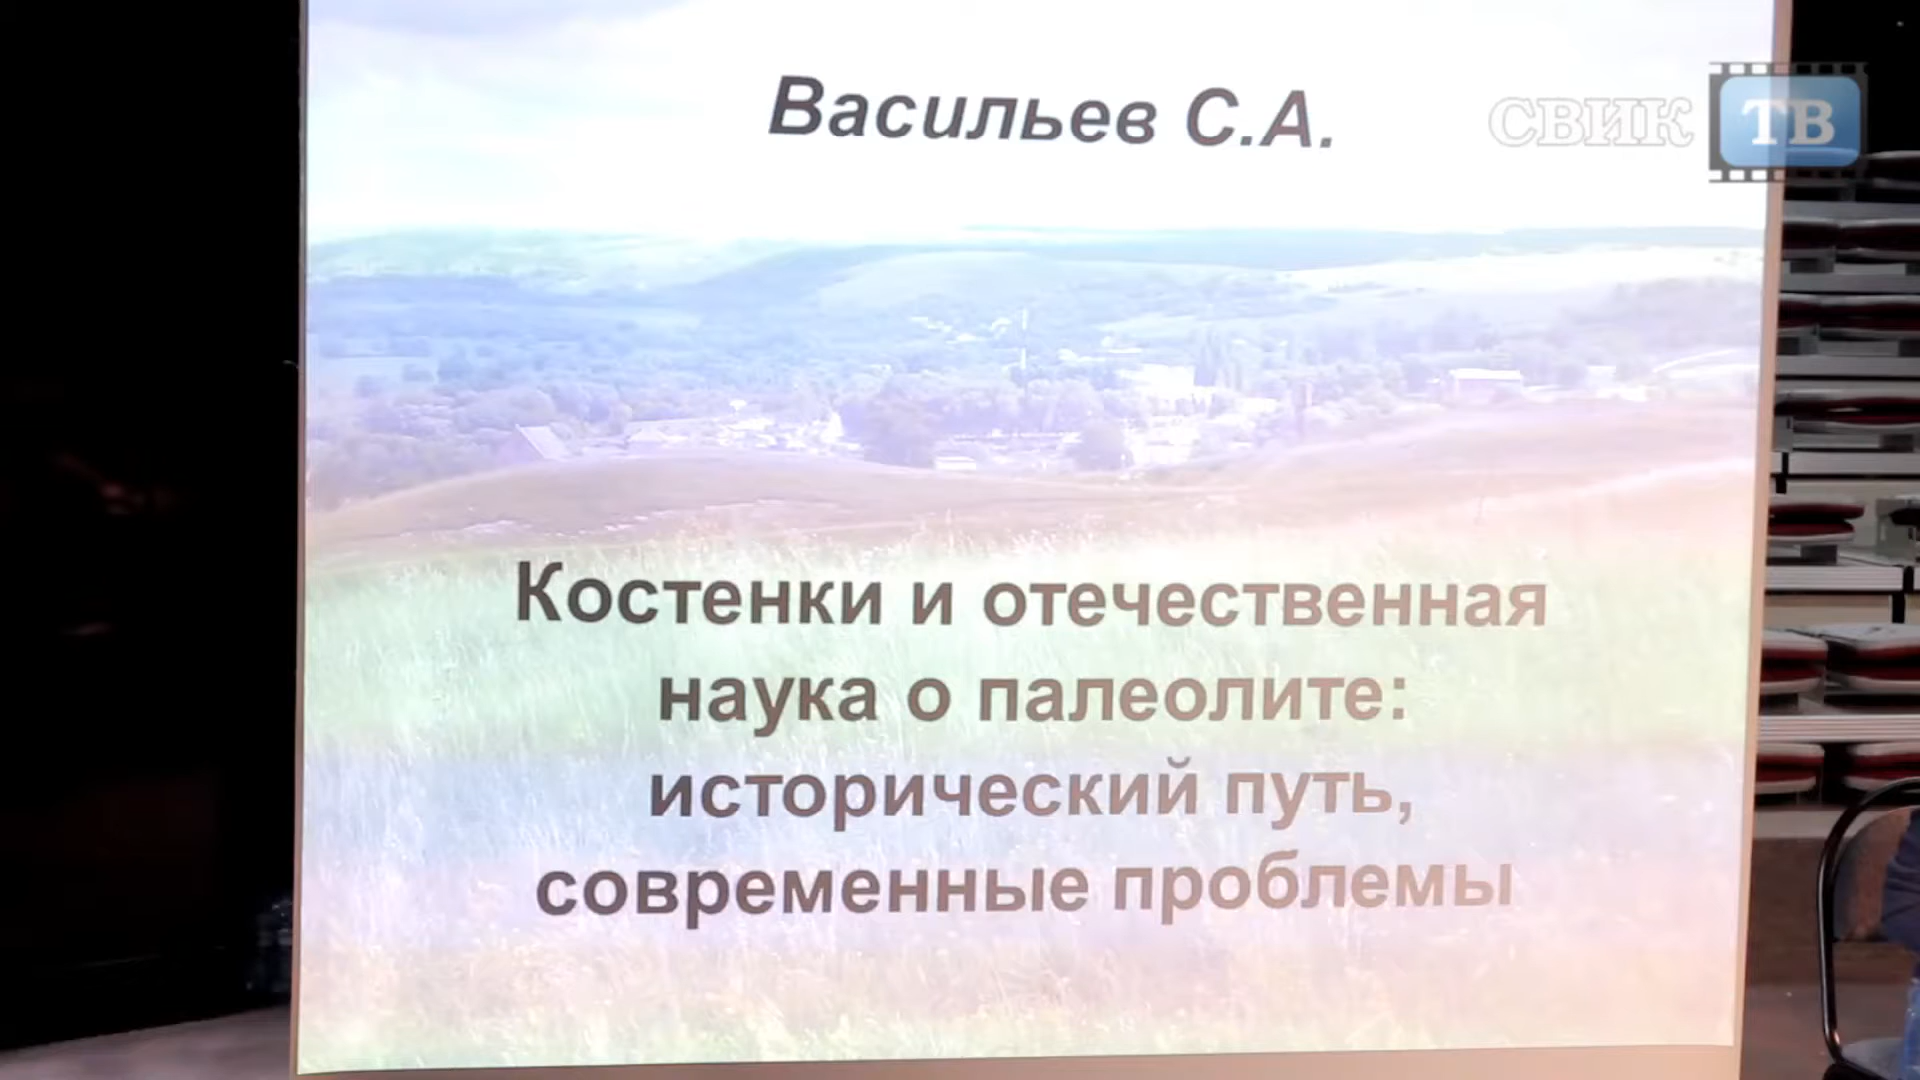 Васильев С.А.
СВИК ТВ
Костенки и отечественная
наука о палеолите:
исторический путь,
современные проблемы